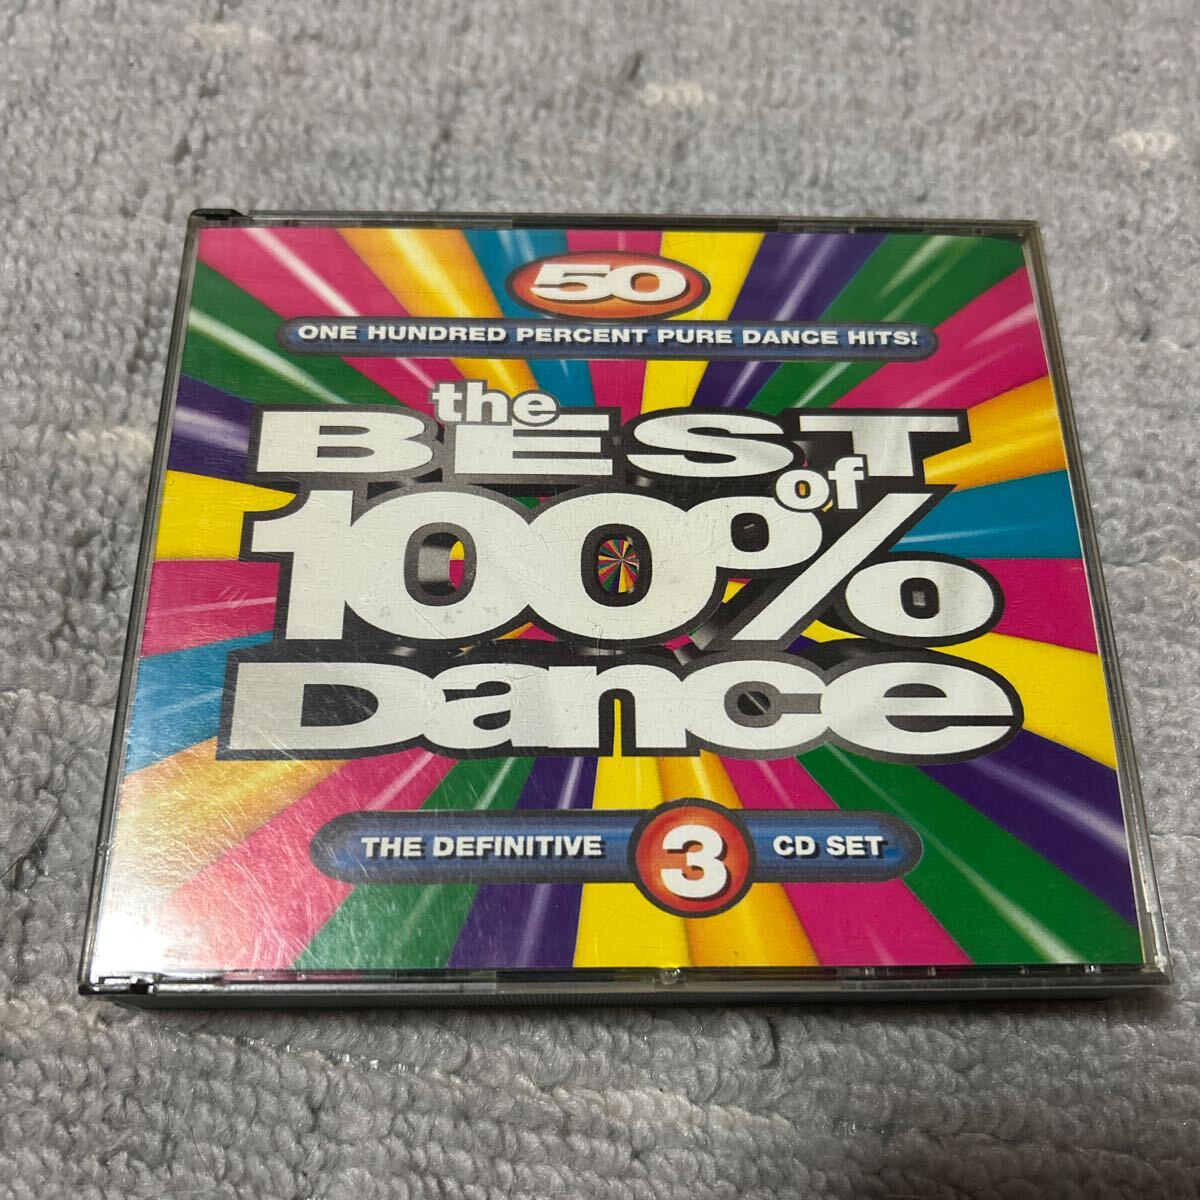 50
ONE HUNDRED PERCENT PURE DANCE HITS!
the
BEST
of
100%
Dance
THE DEFINITIVE 3 CD SET